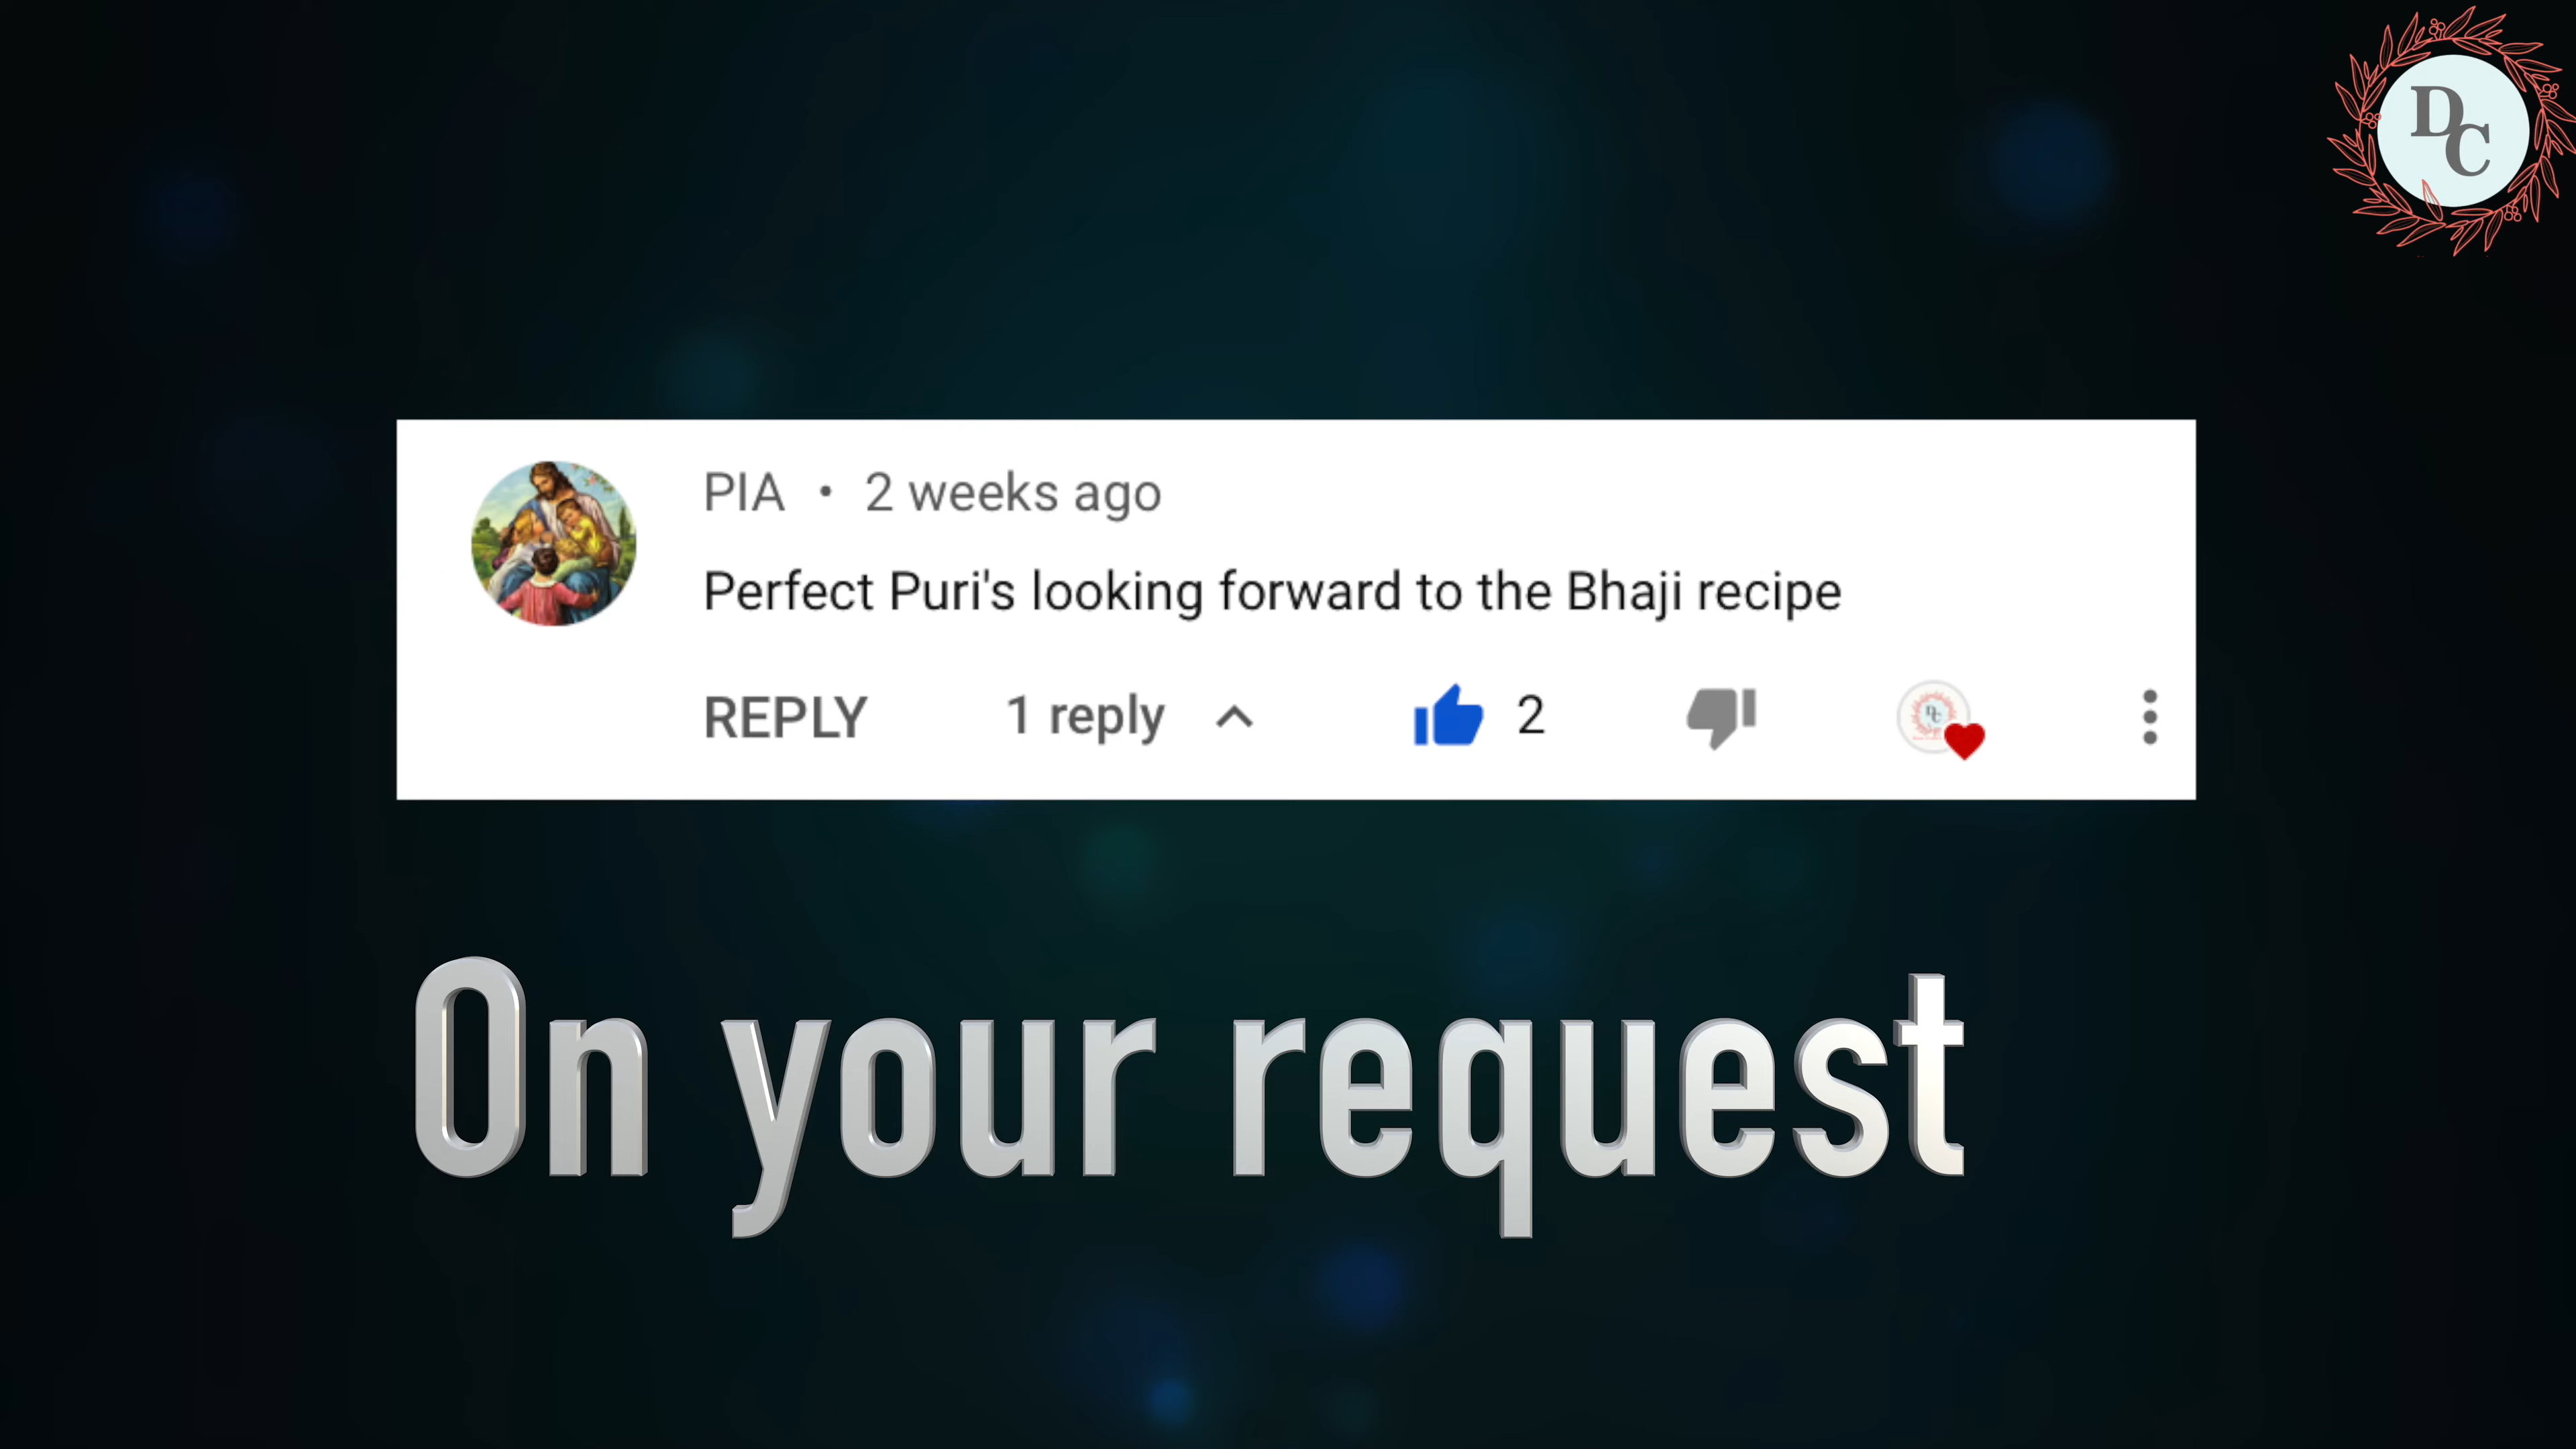 DC
PIA • 2 weeks ago
Perfect Puri's looking forward to the Bhaji recipe
REPLY 1 reply 2 DC
On your request